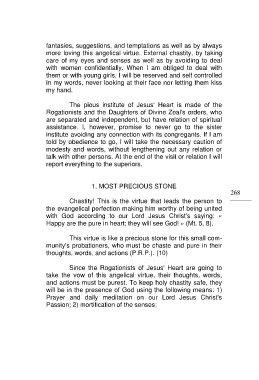 fantasies, suggestions, and temptations as well as by always
more loving this angelical virtue. External chastity, by taking
care of my eyes and senses as well as by avoiding to deal
with women confidentially. When I am obliged to deal with
them or with young girls, I will be reserved and self controlled
in my words, never looking at their face nor letting them kiss
my hand.
The pious institute of Jesus' Heart is made of the
Rogationists and the Daughters of Divine Zeal's orders, who
are separated and independent, but have relation of spiritual
assistance. I, however, promise to never go to the sister
institute avoiding any connection with its congregants. If I am
told by obedience to go, I will take the necessary caution of
modesty and words, without lengthening out any relation or
talk with other persons. At the end of the visit or relation I will
report everything to the superiors.
1. MOST PRECIOUS STONE
268
Chastity! This is the virtue that leads the person to
the evangelical perfection making him worthy of being united
with God according to our Lord Jesus Christ's saying: «
Happy are the pure in heart; they will see God! » (Mt. 5, 8).
This virtue is like a precious stone for this small com-
munity's probationers, who must be chaste and pure in their
thoughts, words, and actions (P.R.P.). (10)
Since the Rogationists of Jesus' Heart are going to
take the vow of this angelical virtue, their thoughts, words,
and actions must be purest. To keep holy chastity safe, they
will be in the presence of God using the following means: 1)
Prayer and daily meditation on our Lord Jesus Christ's
Passion; 2) mortification of the senses;